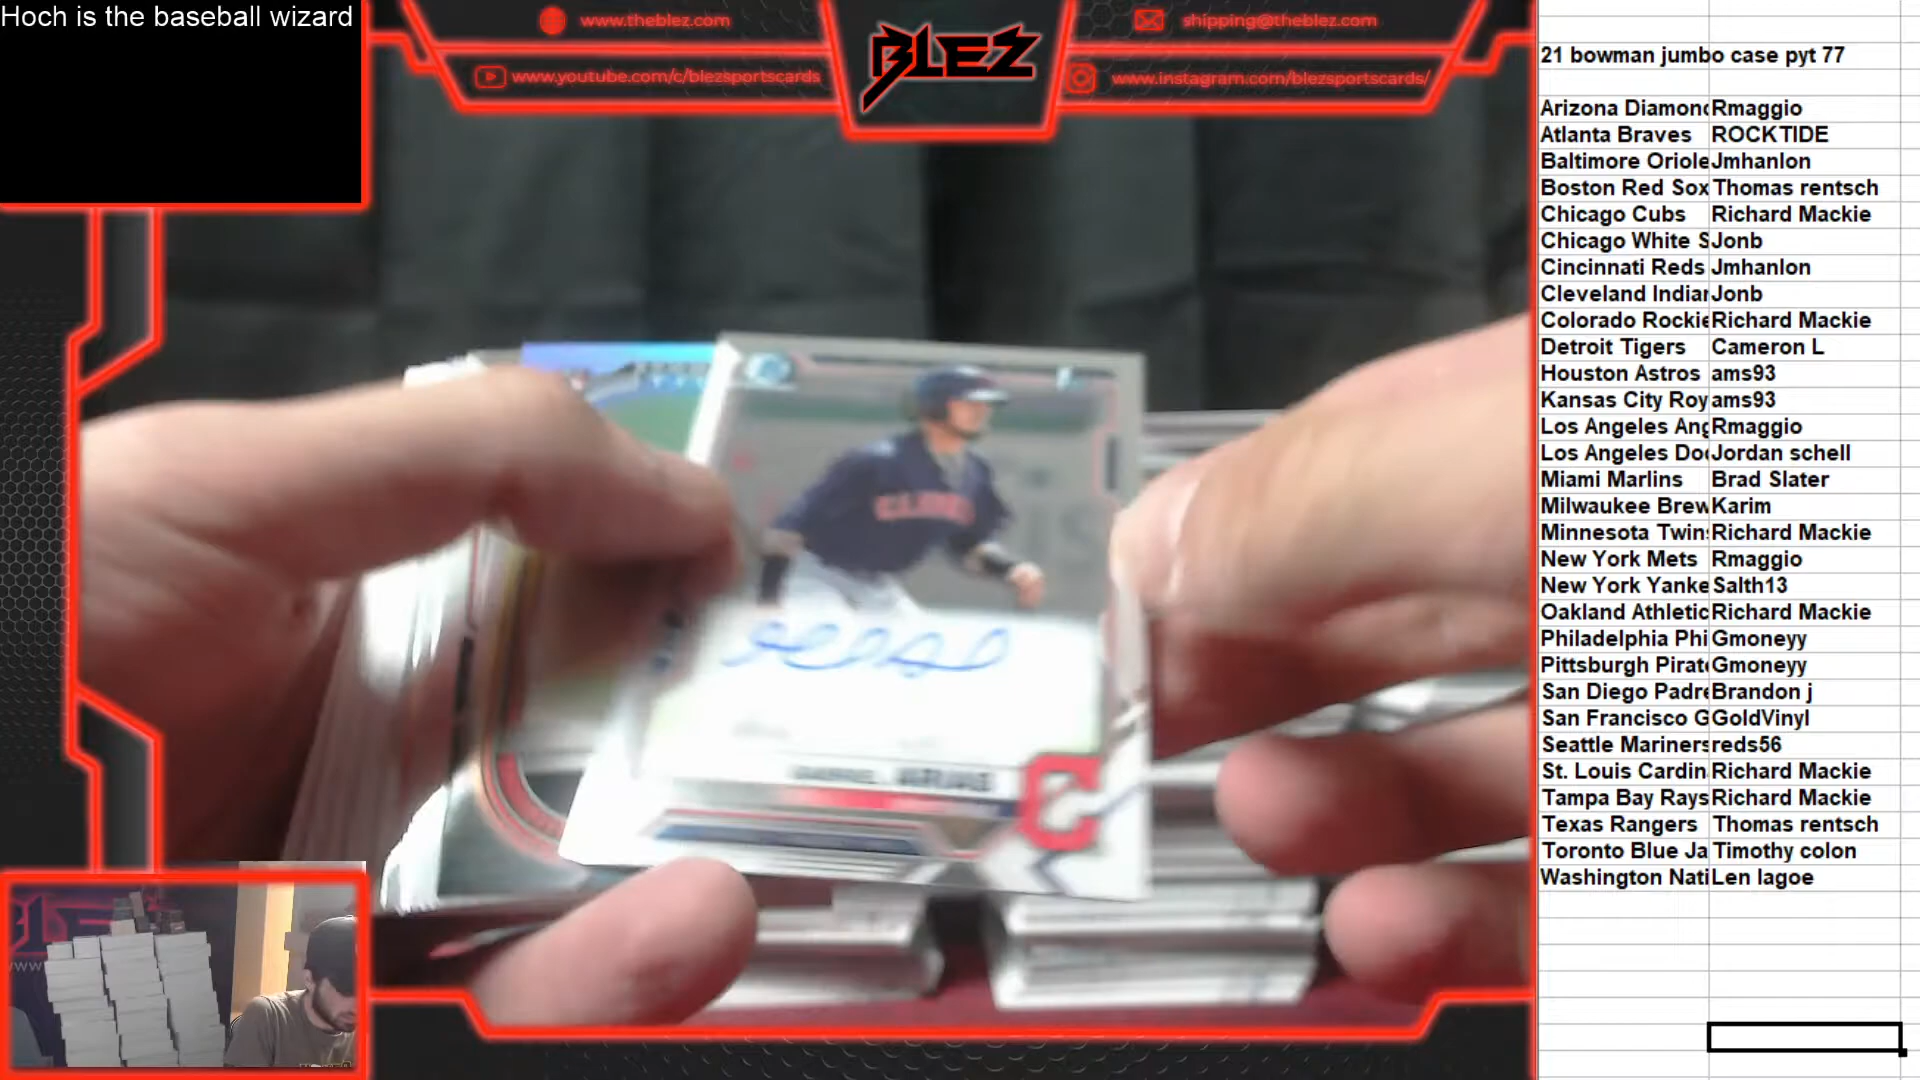 Hoch is the baseball wizard
www.theblez.com
shipping@theblez.com
BLEZ
www.youtube.com/c/blezsportscards
www.instagram.com/blezsportscards/
21 bowman jumbo case pyt 77
Arizona Diamond Rmaggio
Atlanta Braves ROCKTIDE
Baltimore Oriole Jmhanlon
Boston Red Sox Thomas rentsch
Chicago Cubs Richard Mackie
Chicago White S Jonb
Cincinnati Reds Jmhanlon
Cleveland Indian Jonb
Colorado Rockie Richard Mackie
Detroit Tigers Cameron L
Houston Astros ams93
Kansas City Roy ams93
Los Angeles Ang Rmaggio
Los Angeles Dod Jordan schell
Miami Marlins Brad Slater
Milwaukee Brew Karim
Minnesota Twins Richard Mackie
New York Mets Rmaggio
New York Yanke Salth13
Oakland Athletic Richard Mackie
Philadelphia Phi Gmoneyy
Pittsburgh Pirate Gmoneyy
San Diego Padre Brandon j
San Francisco G GoldVinyl
Seattle Mariners reds56
St. Louis Cardin Richard Mackie
Tampa Bay Rays Richard Mackie
Texas Rangers Thomas rentsch
Toronto Blue Ja Timothy colon
Washington Nati Len lagoe
ARIAS
C